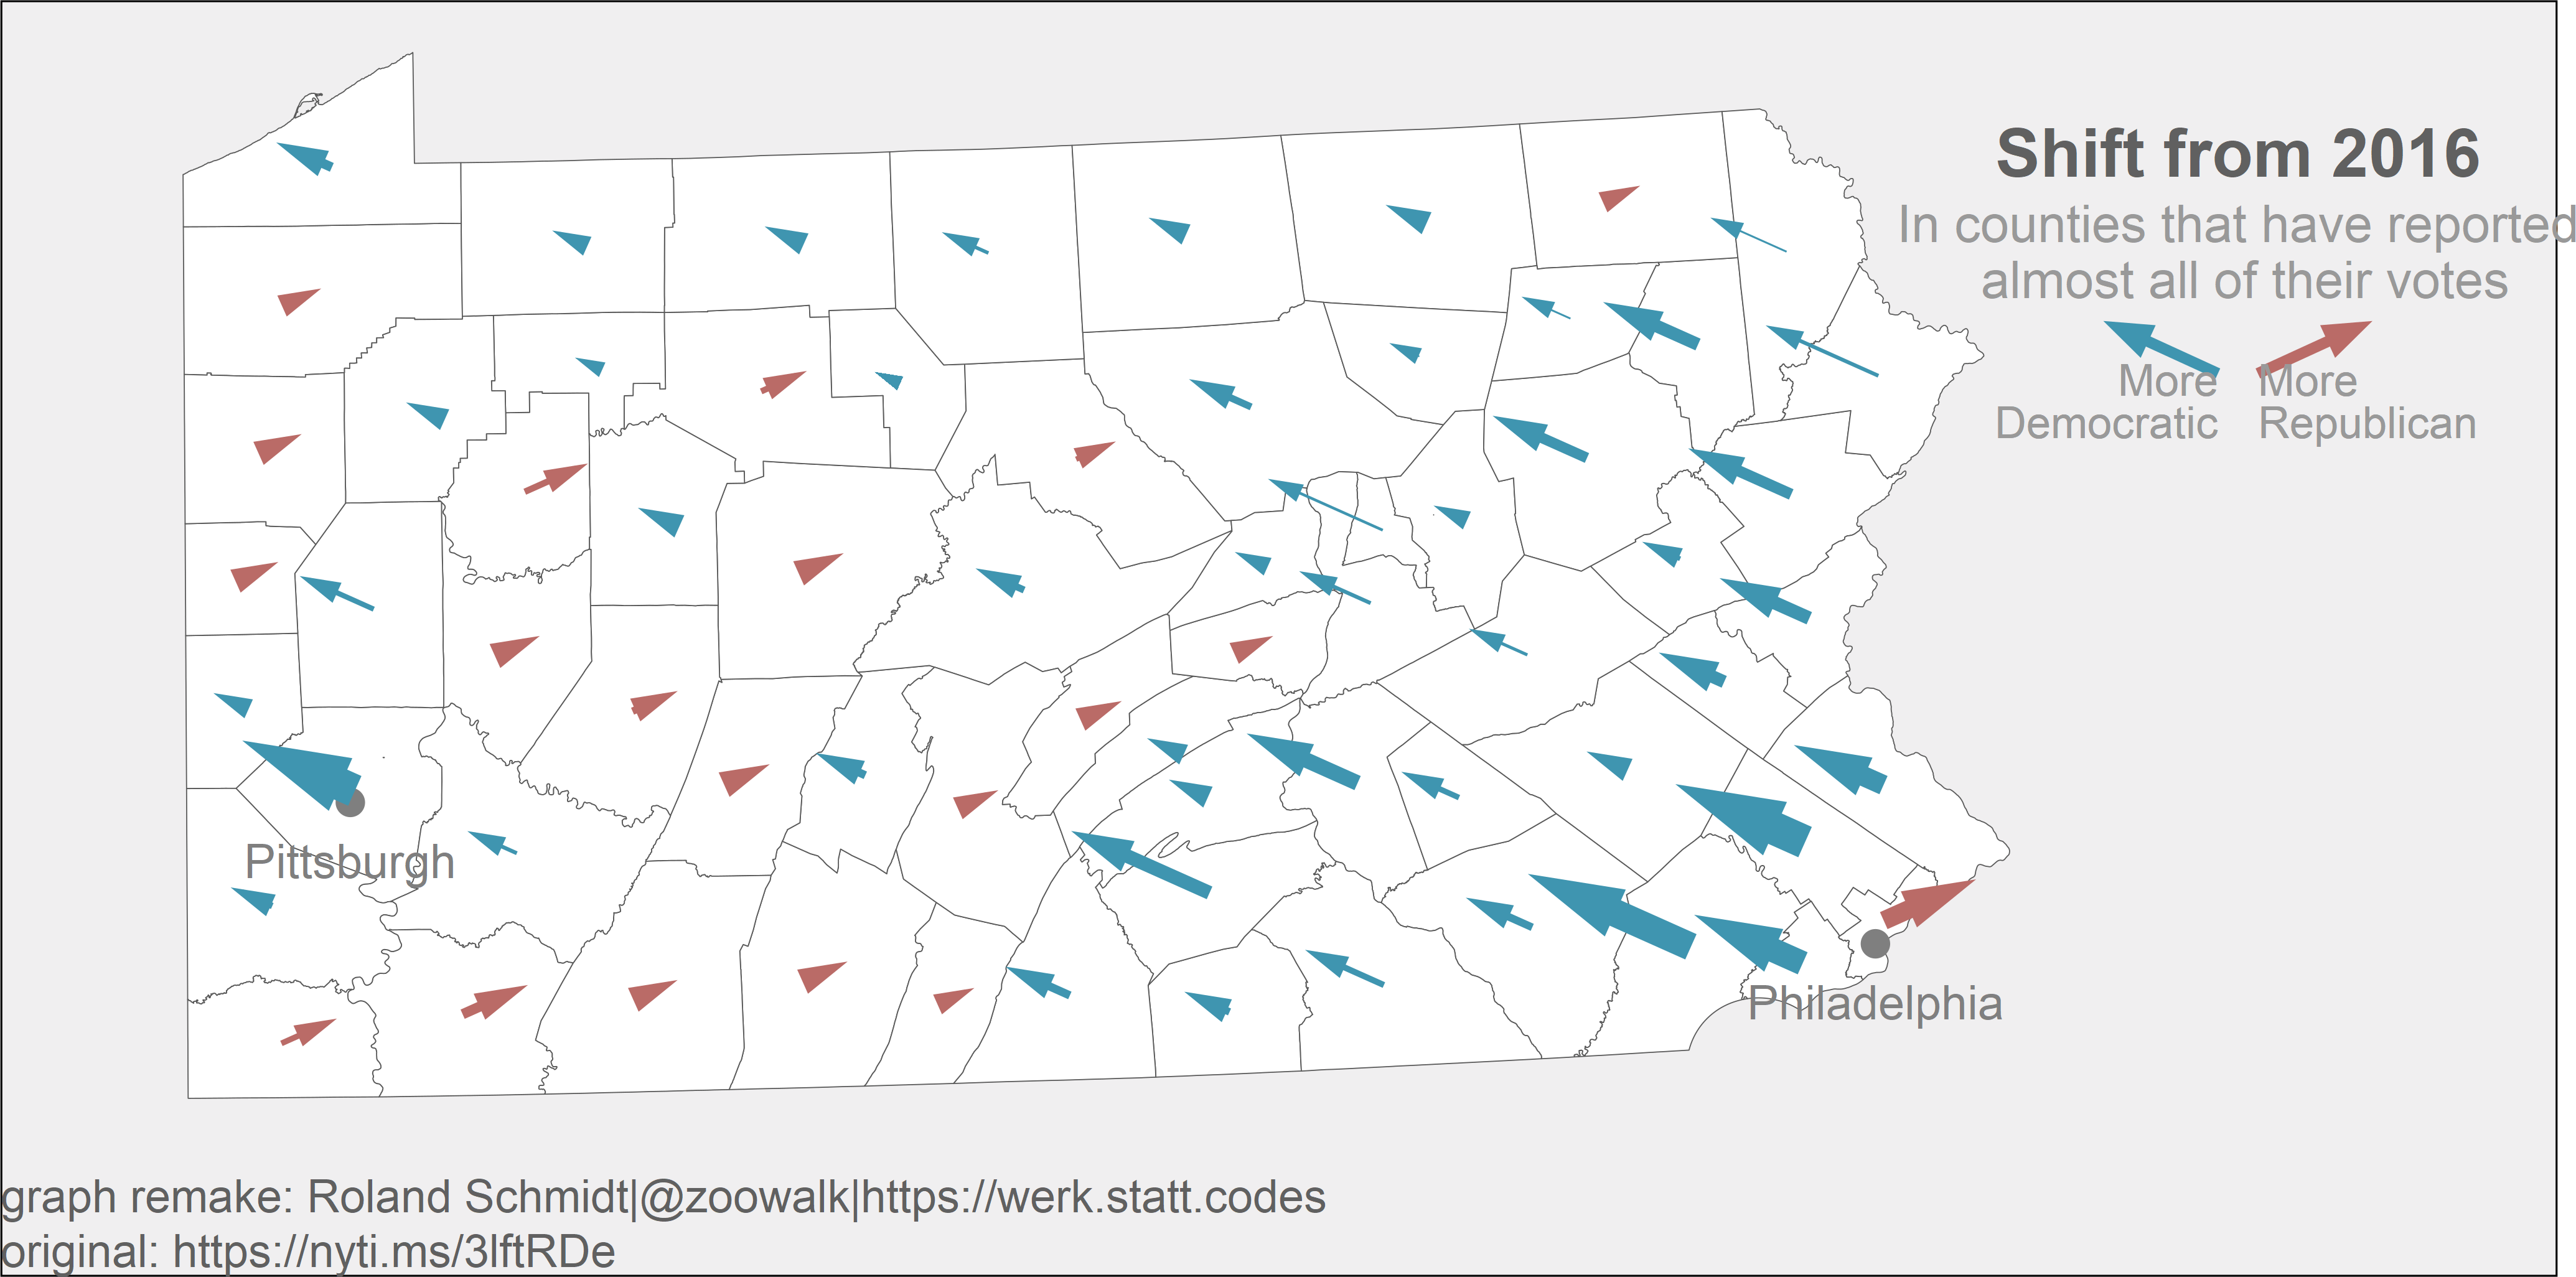 Shift from 2016
In counties that have reported
almost all of their votes
More
Democratic
More
Republican
Pittsburgh
Philadelphia
graph remake: Roland Schmidt|@zoowalk|https://werk.statt.codes
original: https://nyti.ms/3lftRDe